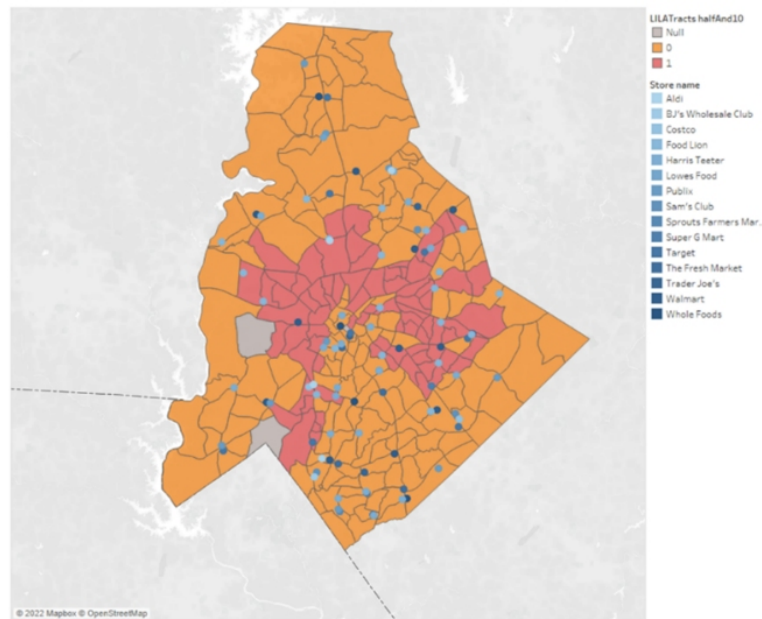 LILATracts halfAnd10
Null
0
1
Store name
Aldi
BJ's Wholesale Club
Costco
Food Lion
Harris Teeter
Lowes Food
Publix
Sam's Club
Sprouts Farmers Mar.
Super G Mart
Target
The Fresh Market
Trader Joe's
Walmart
Whole Foods
© 2022 Mapbox © OpenStreetMap